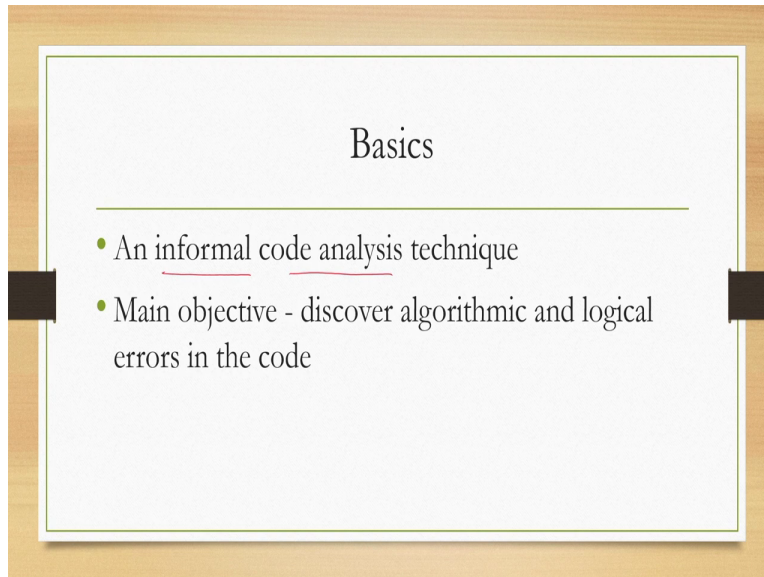 Basics
• An informal code analysis technique
• Main objective - discover algorithmic and logical
errors in the code